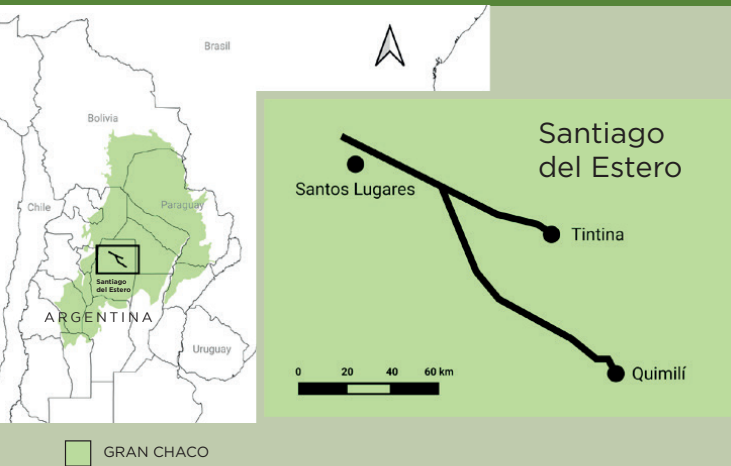 Brasil
Bolivia
Chile
Paraguay
Santiago
del Estero
ARGENTINA
Uruguay
Santiago
del Estero
Santos Lugares
Tintina
Quimilí
0 20 40 60 km
GRAN CHACO